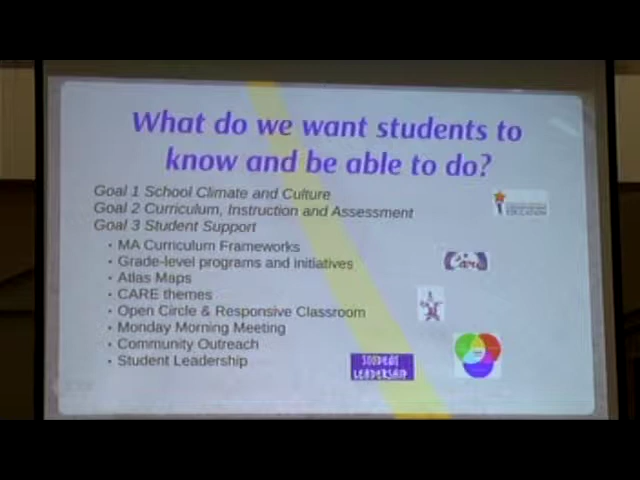 What do we want students to
know and be able to do?
Goal 1 School Climate and Culture
Goal 2 Curriculum, Instruction and Assessment
Goal 3 Student Support
EDUCATION
• MA Curriculum Frameworks
• Grade-level programs and initiatives
Care
• Atlas Maps
• CARE themes
• Open Circle & Responsive Classroom
• Monday Morning Meeting
• Community Outreach
• Student Leadership
STUDENT
LEADERSHIP